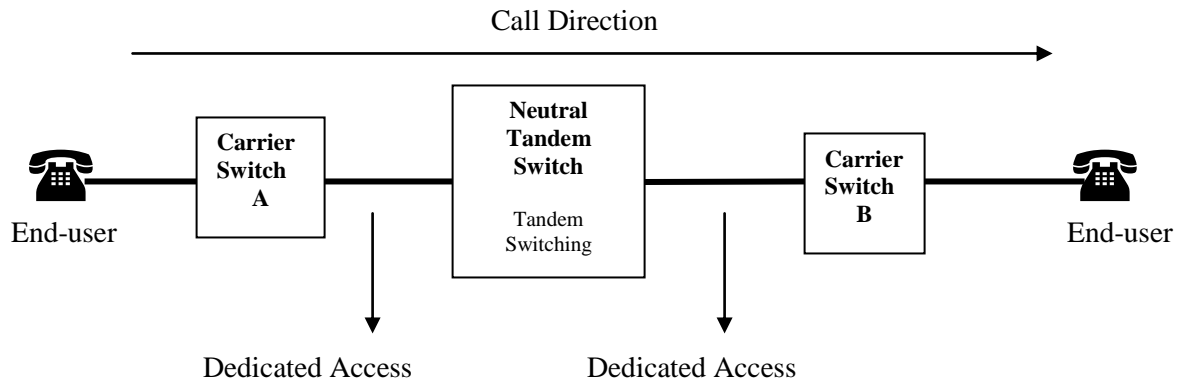 Call Direction
Neutral
Tandem
Switch
Tandem
Switching
Carrier
Switch
A
Carrier
Switch
B
End-user
End-user
Dedicated Access
Dedicated Access